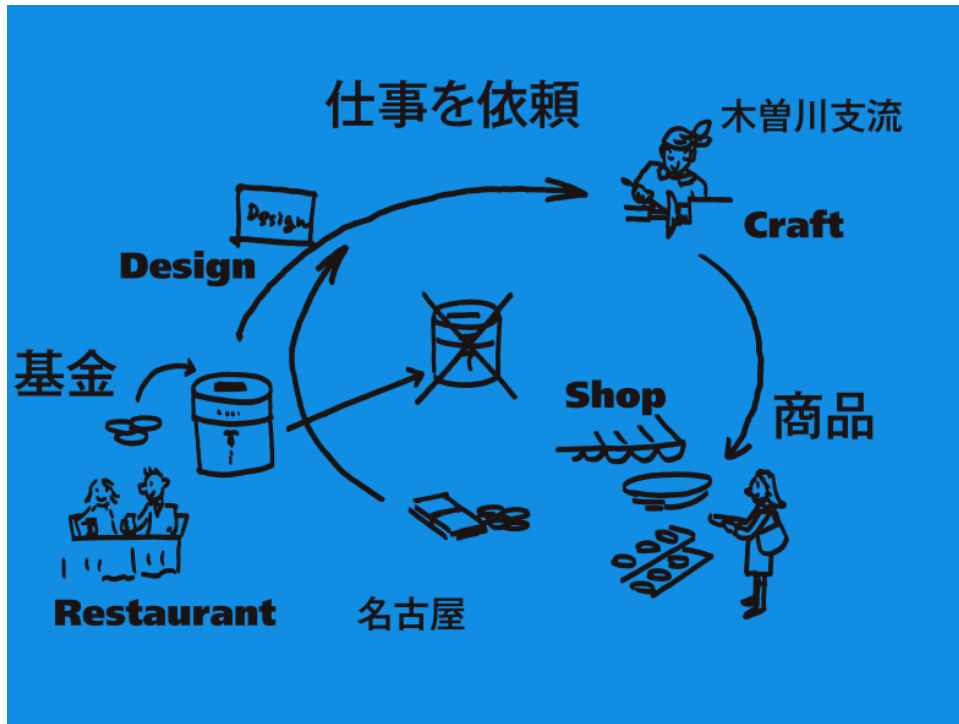 仕事を依頼
木曽川支流
Design
Craft
Design
基金
Shop
商品
Restaurant
名古屋